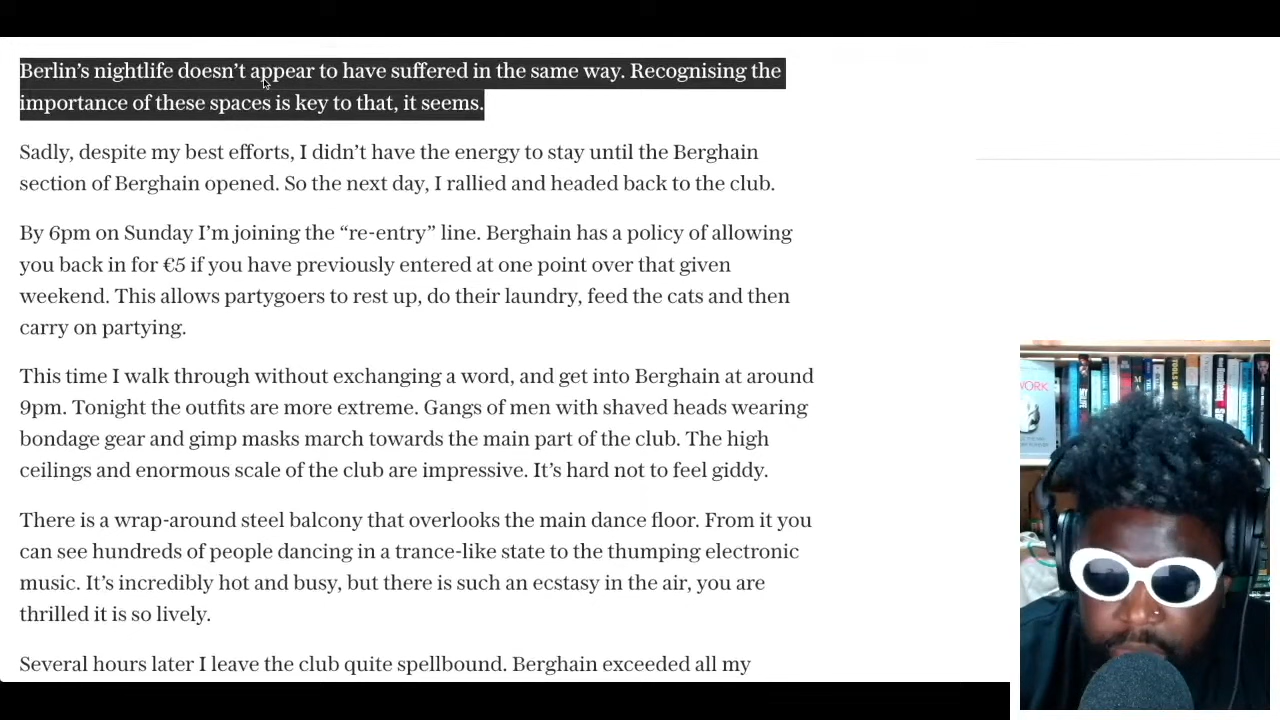 Berlin’s nightlife doesn’t appear to have suffered in the same way. Recognising the
importance of these spaces is key to that, it seems.
Sadly, despite my best efforts, I didn’t have the energy to stay until the Berghain
section of Berghain opened. So the next day, I rallied and headed back to the club.
By 6pm on Sunday I’m joining the “re-entry” line. Berghain has a policy of allowing
you back in for €5 if you have previously entered at one point over that given
weekend. This allows partygoers to rest up, do their laundry, feed the cats and then
carry on partying.
This time I walk through without exchanging a word, and get into Berghain at around
9pm. Tonight the outfits are more extreme. Gangs of men with shaved heads wearing
bondage gear and gimp masks march towards the main part of the club. The high
ceilings and enormous scale of the club are impressive. It’s hard not to feel giddy.
There is a wrap-around steel balcony that overlooks the main dance floor. From it you
can see hundreds of people dancing in a trance-like state to the thumping electronic
music. It’s incredibly hot and busy, but there is such an ecstasy in the air, you are
thrilled it is so lively.
Several hours later I leave the club quite spellbound. Berghain exceeded all my
WORK